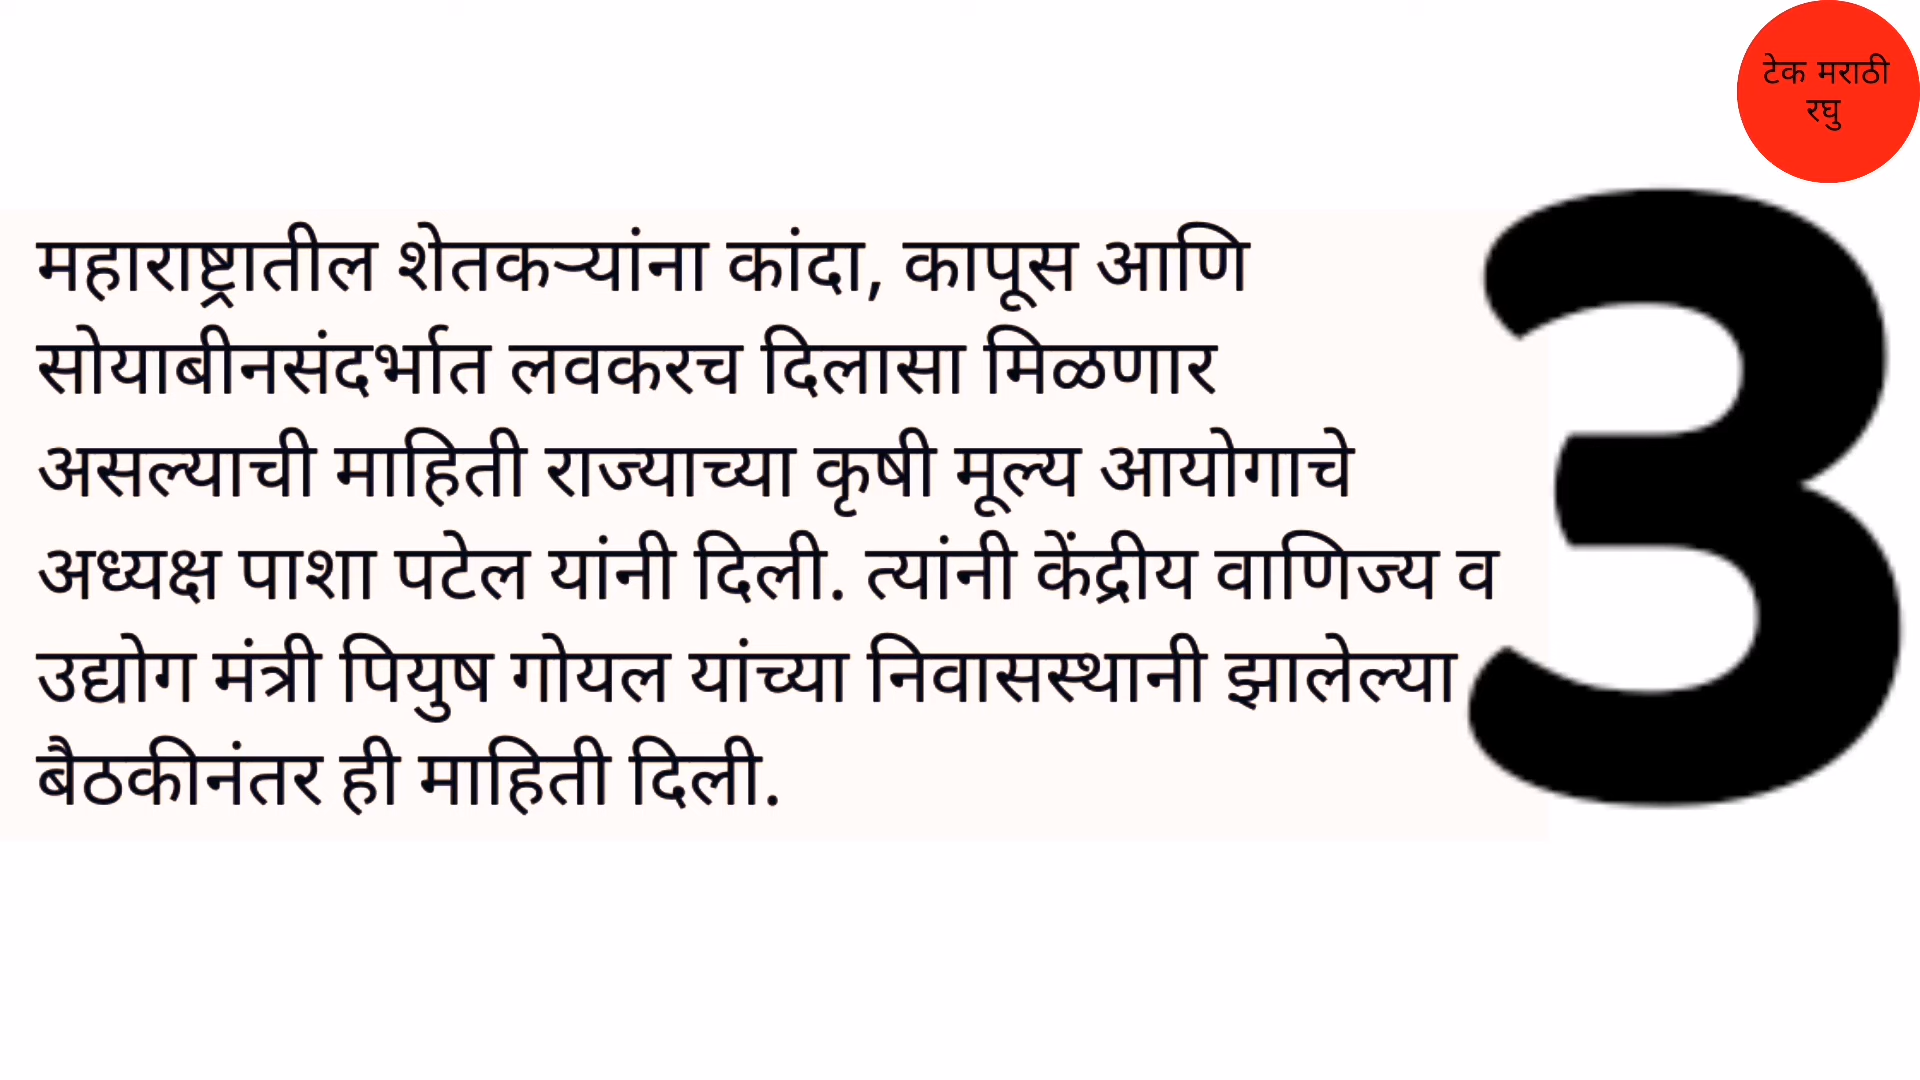 टेक मराठी
रघु
महाराष्ट्रातील शेतकऱ्यांना कांदा, कापूस आणि
सोयाबीनसंदर्भात लवकरच दिलासा मिळणार
असल्याची माहिती राज्याच्या कृषी मूल्य आयोगाचे
अध्यक्ष पाशा पटेल यांनी दिली. त्यांनी केंद्रीय वाणिज्य व
उद्योग मंत्री पियुष गोयल यांच्या निवासस्थानी झालेल्या
बैठकीनंतर ही माहिती दिली.
3